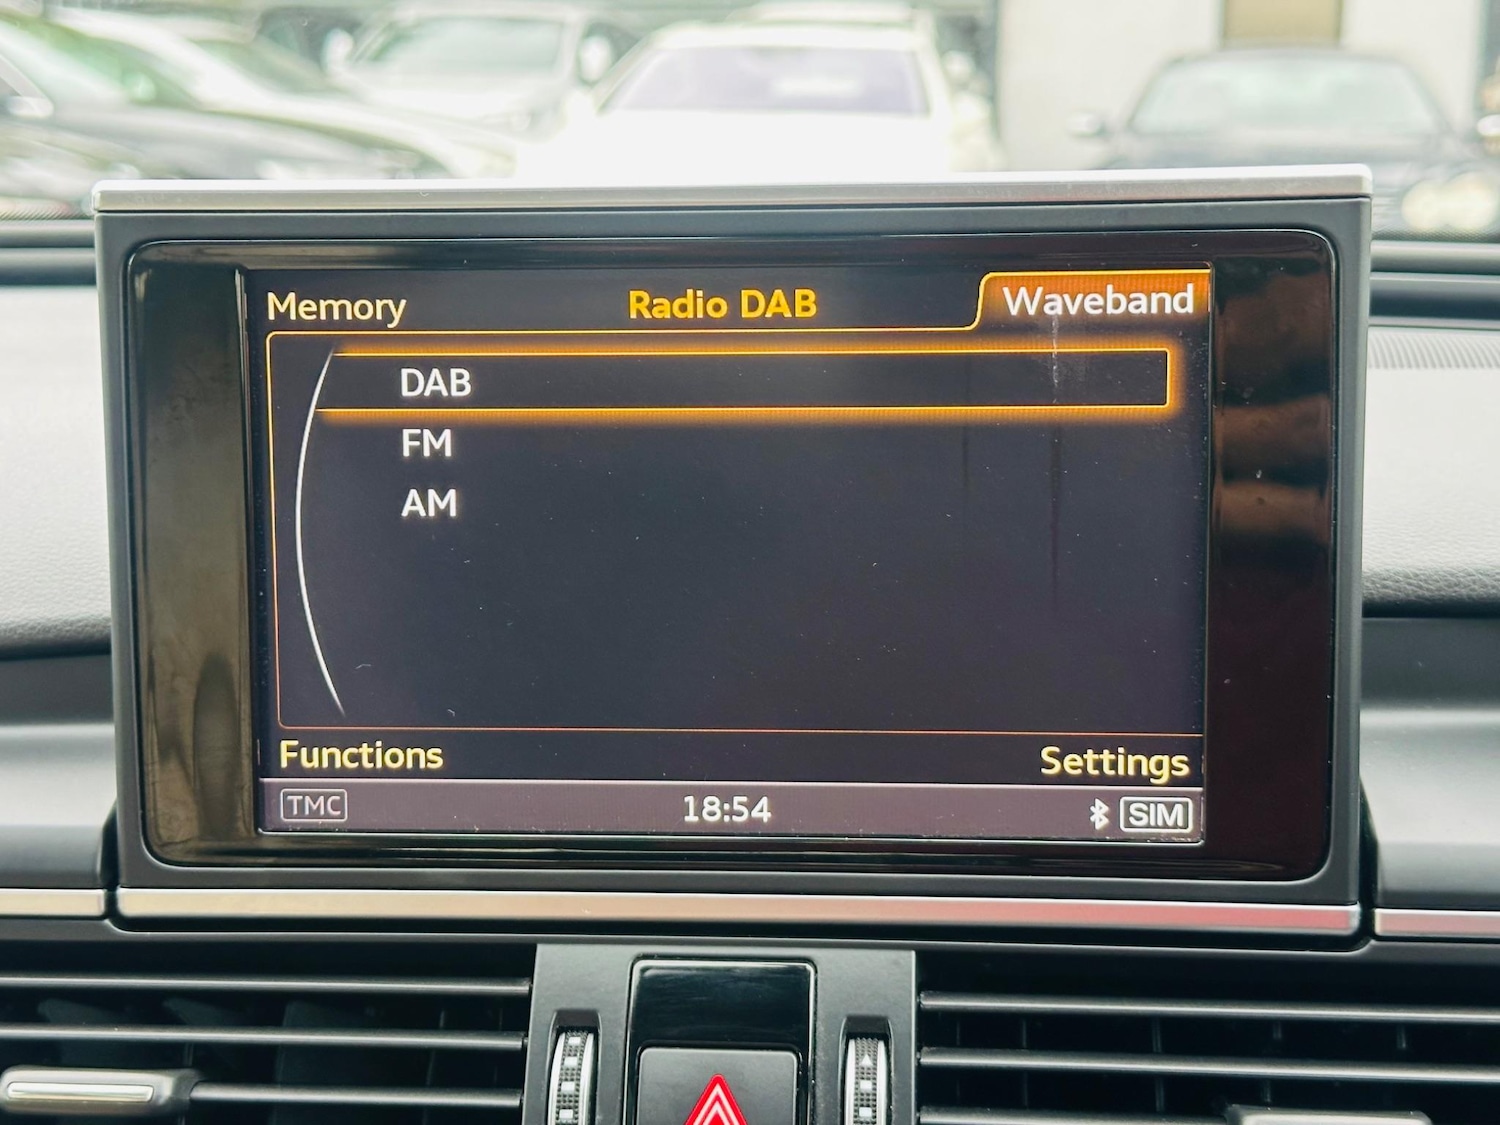 Memory Radio DAB Waveband
DAB
FM
AM
Functions Settings
TMC 18:54 SIM